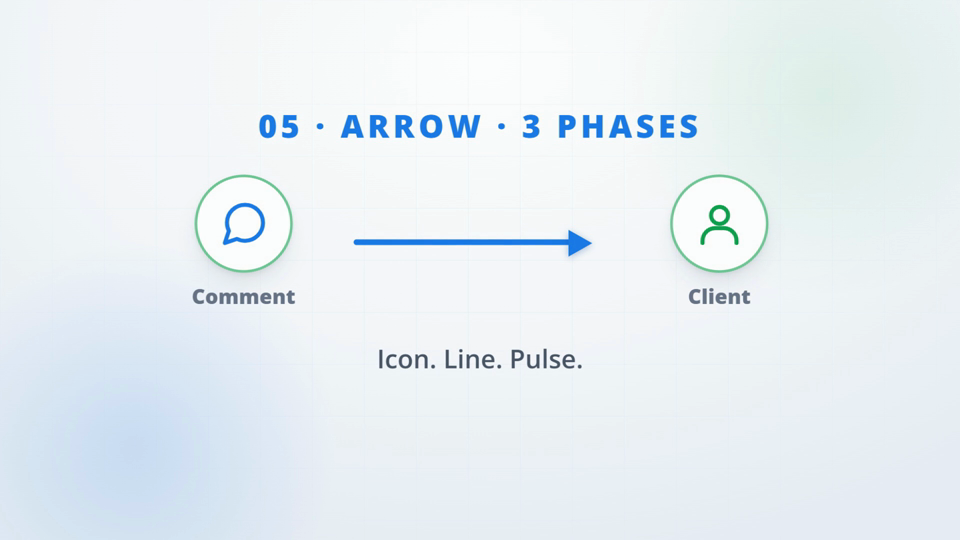 05 · ARROW · 3 PHASES
Comment
Client
Icon. Line. Pulse.